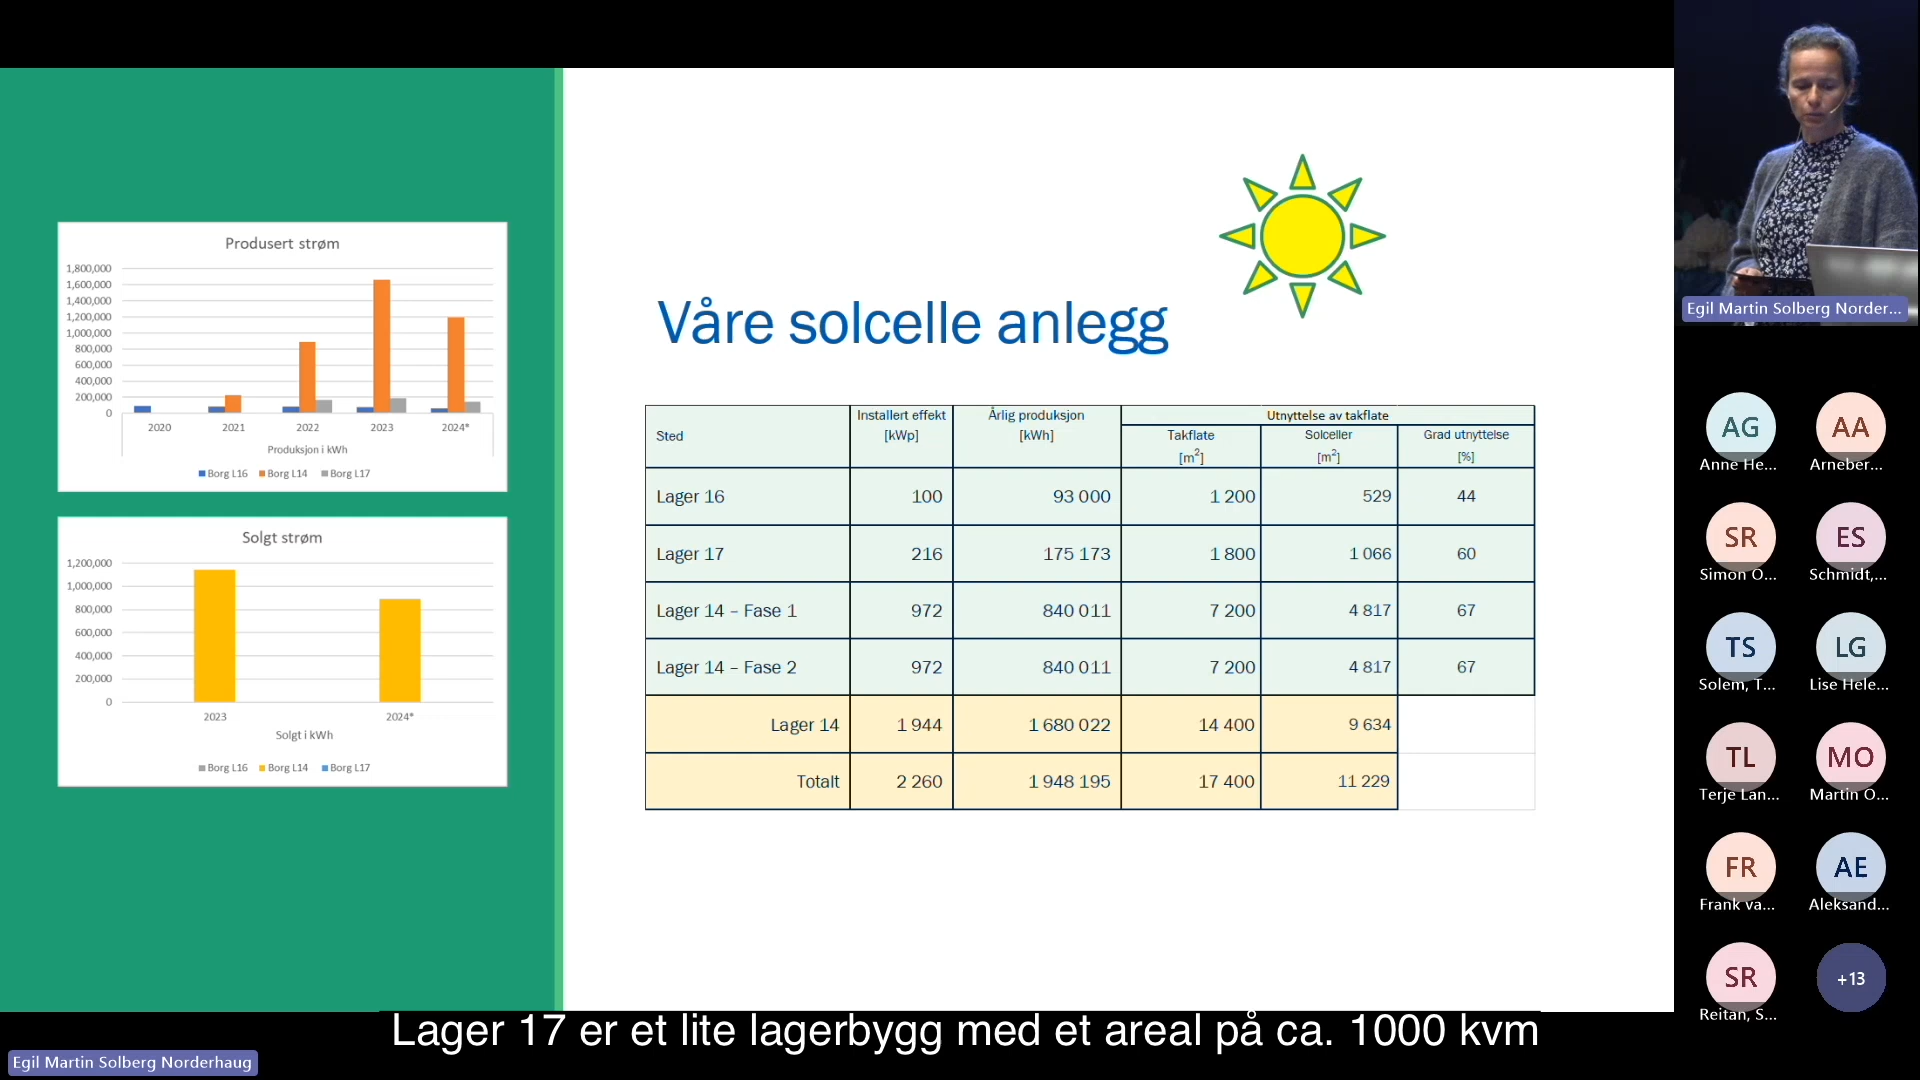 Produsert strøm
1,800,000
1,600,000
1,400,000
1,200,000
1,000,000
800,000
600,000
400,000
200,000
0
2020 2021 2022 2023 2024*
Produksjon i kWh
Borg L16 Borg L14 Borg L17
Solgt strøm
1,200,000
1,000,000
800,000
600,000
400,000
200,000
0
2023 2024*
Solgt i kWh
Borg L16 Borg L14 Borg L17
Våre solcelle anlegg
Sted Installert effekt [kWp] Årlig produksjon [kWh] Utnyttelse av takflate
Takflate [m²] Solceller [m²] Grad utnyttelse [%]
Lager 16 100 93 000 1 200 529 44
Lager 17 216 175 173 1 800 1 066 60
Lager 14 – Fase 1 972 840 011 7 200 4 817 67
Lager 14 – Fase 2 972 840 011 7 200 4 817 67
Lager 14 1 944 1 680 022 14 400 9 634
Totalt 2 260 1 948 195 17 400 11 229
Egil Martin Solberg Norder...
AG AA
Anne He... Arneber...
SR ES
Simon O... Schmidt,...
TS LG
Solem, T... Lise Hele...
TL MO
Terje Lan... Martin O...
FR AE
Frank va... Aleksand...
SR +13
Reitan, S...
Lager 17 er et lite lagerbygg med et areal på ca. 1000 kvm
Egil Martin Solberg Norderhaug